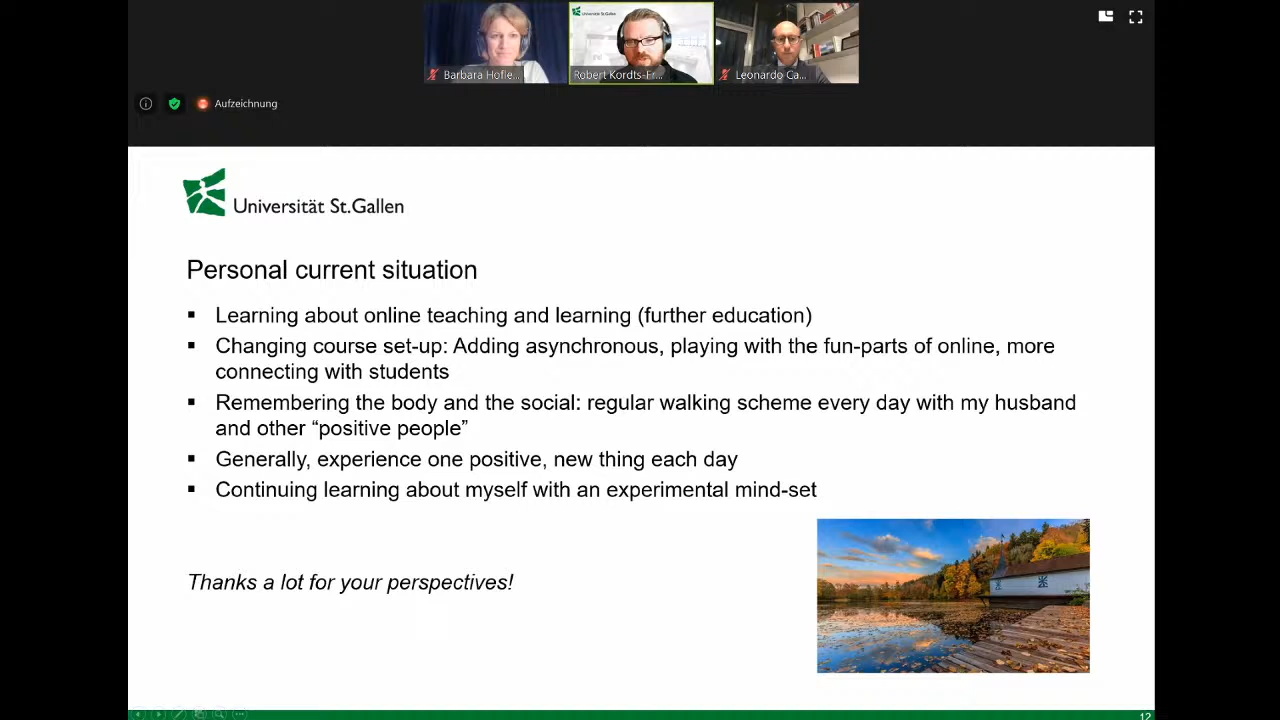 Universität St.Gallen
Barbara Hofle...
Robert Kordts-Fr...
Leonardo Ca...
Aufzeichnung
Universität St.Gallen
Personal current situation
▪ Learning about online teaching and learning (further education)
▪ Changing course set-up: Adding asynchronous, playing with the fun-parts of online, more
connecting with students
▪ Remembering the body and the social: regular walking scheme every day with my husband
and other “positive people”
▪ Generally, experience one positive, new thing each day
▪ Continuing learning about myself with an experimental mind-set
Thanks a lot for your perspectives!
12